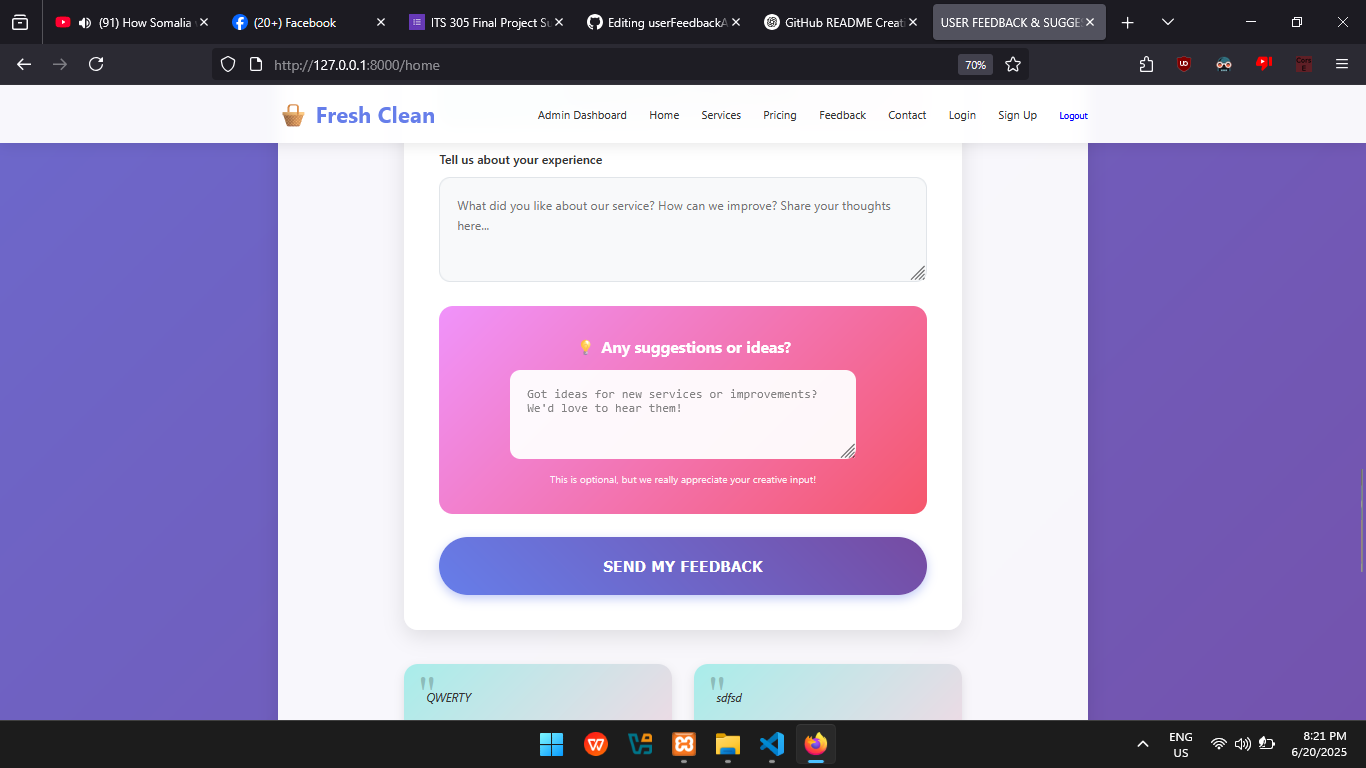 (91) How Somalia
(20+) Facebook
ITS 305 Final Project Su
Editing userFeedbackA
GitHub README Creati
USER FEEDBACK & SUGGE
http://127.0.0.1:8000/home
70%
Fresh Clean
Admin Dashboard
Home
Services
Pricing
Feedback
Contact
Login
Sign Up
Logout
Tell us about your experience
What did you like about our service? How can we improve? Share your thoughts
here...
💡 Any suggestions or ideas?
Got ideas for new services or improvements?
We'd love to hear them!
This is optional, but we really appreciate your creative input!
SEND MY FEEDBACK
"
QWERTY
"
sdfsd
ENG
US
8:21 PM
6/20/2025